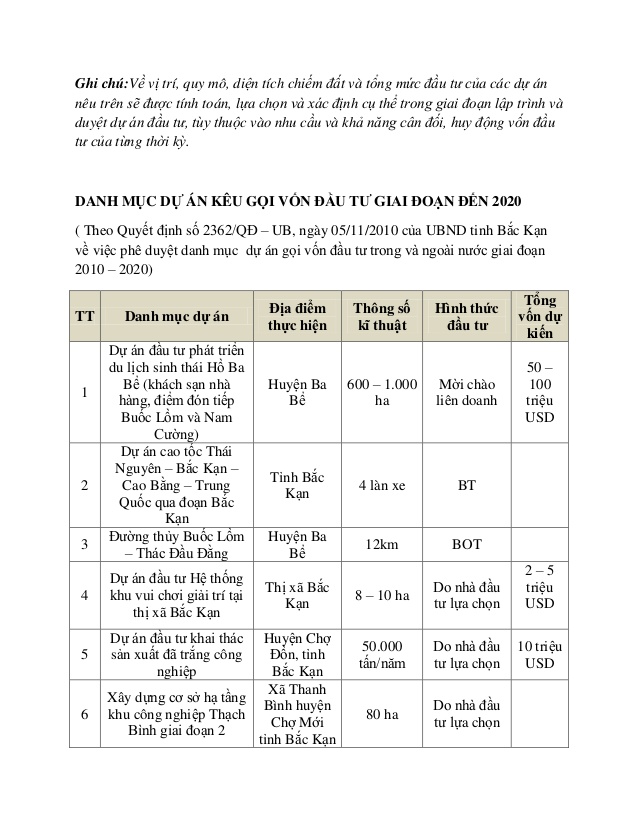 Ghi chú:Về vị trí, quy mô, diện tích chiếm đất và tổng mức đầu tư của các dự án
nêu trên sẽ được tính toán, lựa chọn và xác định cụ thể trong giai đoạn lập trình và
duyệt dự án đầu tư, tùy thuộc vào nhu cầu và khả năng cân đối, huy động vốn đầu
tư của từng thời kỳ.
DANH MỤC DỰ ÁN KÊU GỌI VỐN ĐẦU TƯ GIAI ĐOẠN ĐẾN 2020
( Theo Quyết định số 2362/QĐ – UB, ngày 05/11/2010 của UBND tỉnh Bắc Kạn
về việc phê duyệt danh mục dự án gọi vốn đầu tư trong và ngoài nước giai đoạn
2010 – 2020)
TT Danh mục dự án Địa điểm thực hiện Thông số kĩ thuật Hình thức đầu tư Tổng vốn dự kiến
1 Dự án đầu tư phát triển du lịch sinh thái Hồ Ba Bể (khách sạn nhà hàng, điểm đón tiếp Buốc Lồm và Nam Cường) Huyện Ba Bể 600 – 1.000 ha Mời chào liên doanh 50 – 100 triệu USD
2 Dự án cao tốc Thái Nguyên – Bắc Kạn – Cao Bằng – Trung Quốc qua đoạn Bắc Kạn Tỉnh Bắc Kạn 4 làn xe BT
3 Đường thủy Buốc Lồm – Thác Đầu Đẳng Huyện Ba Bể 12km BOT
4 Dự án đầu tư Hệ thống khu vui chơi giải trí tại thị xã Bắc Kạn Thị xã Bắc Kạn 8 – 10 ha Do nhà đầu tư lựa chọn 2 – 5 triệu USD
5 Dự án đầu tư khai thác sản xuất đã trắng công nghiệp Huyện Chợ Đồn, tỉnh Bắc Kạn 50.000 tấn/năm Do nhà đầu tư lựa chọn 10 triệu USD
6 Xây dựng cơ sở hạ tầng khu công nghiệp Thạch Bình giai đoạn 2 Xã Thanh Bình huyện Chợ Mới tỉnh Bắc Kạn 80 ha Do nhà đầu tư lựa chọn